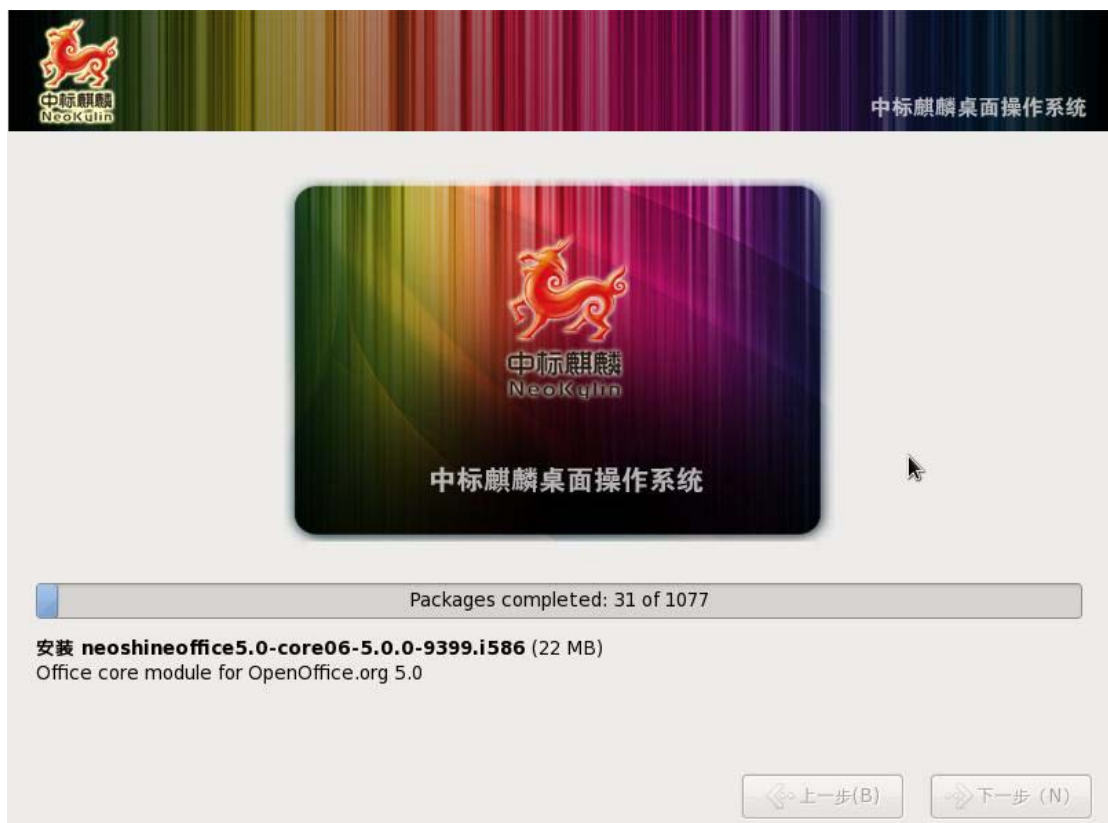 中标麒麟
NeoKylin
中标麒麟桌面操作系统
中标麒麟
NeoKylin
中标麒麟桌面操作系统
Packages completed: 31 of 1077
安装 neoshineoffice5.0-core06-5.0.0-9399.i586 (22 MB)
Office core module for OpenOffice.org 5.0
上一步(B)
下一步（N）